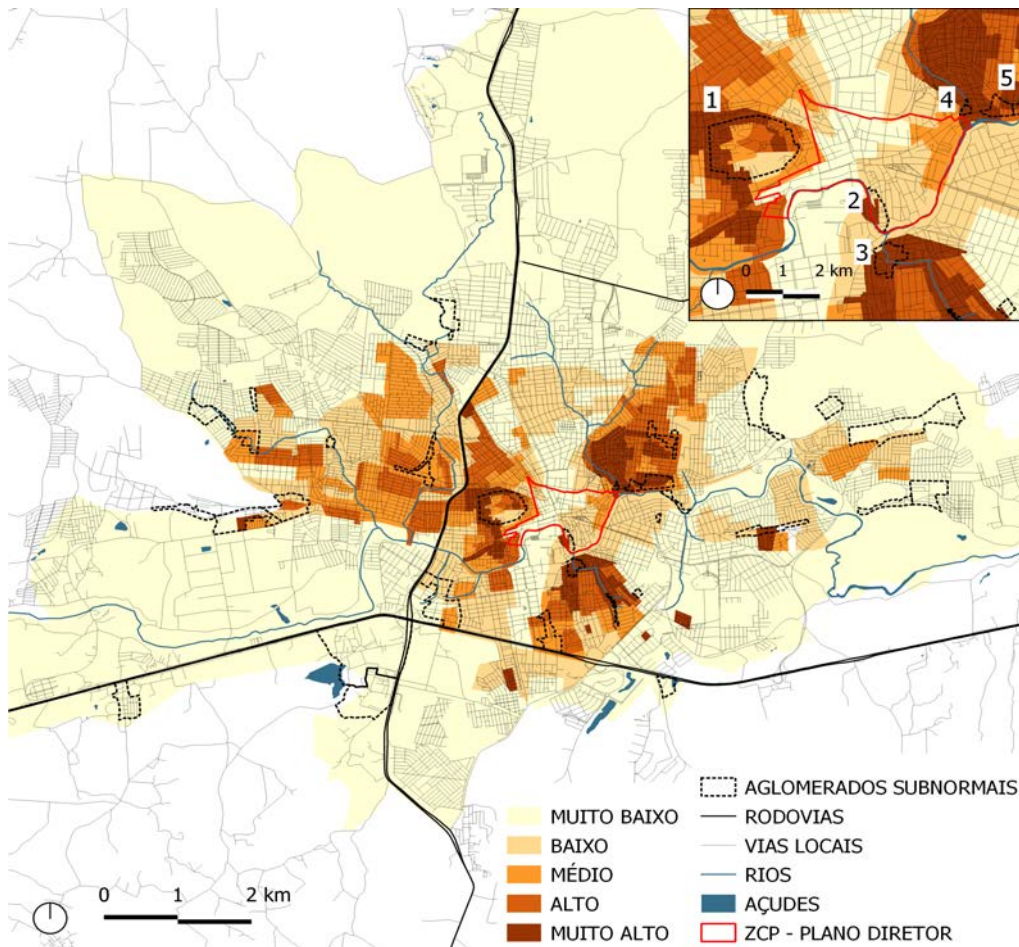 1
4
5
2
3
0 1 2 km
MUITO BAIXO
BAIXO
MÉDIO
ALTO
MUITO ALTO
AGLOMERADOS SUBNORMAIS
RODOVIAS
VIAS LOCAIS
RIOS
AÇUDES
ZCP - PLANO DIRETOR
0 1 2 km